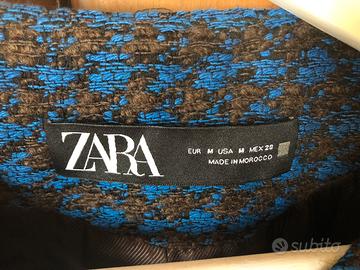 ZARA
EUR M USA M MEX 28
MADE IN MOROCCO
subito